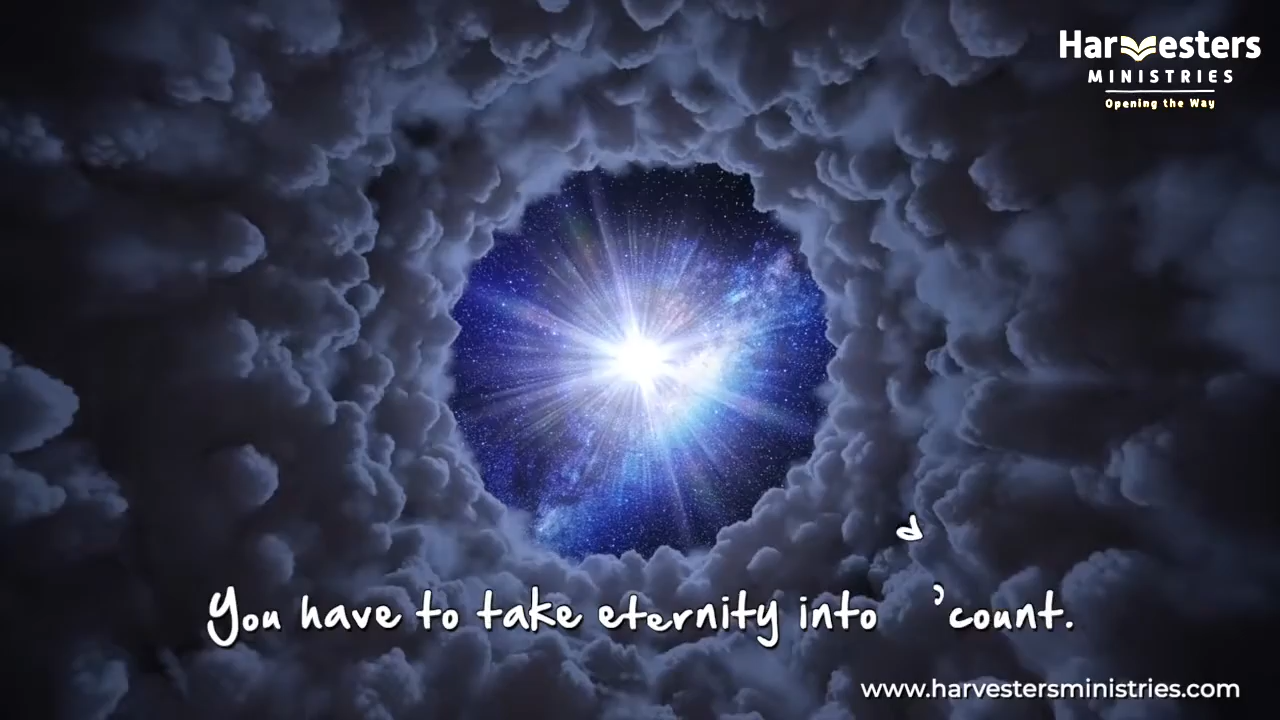 Harvesters
MINISTRIES
Opening the Way
a
You have to take eternity into ’count.
www.harvestersministries.com